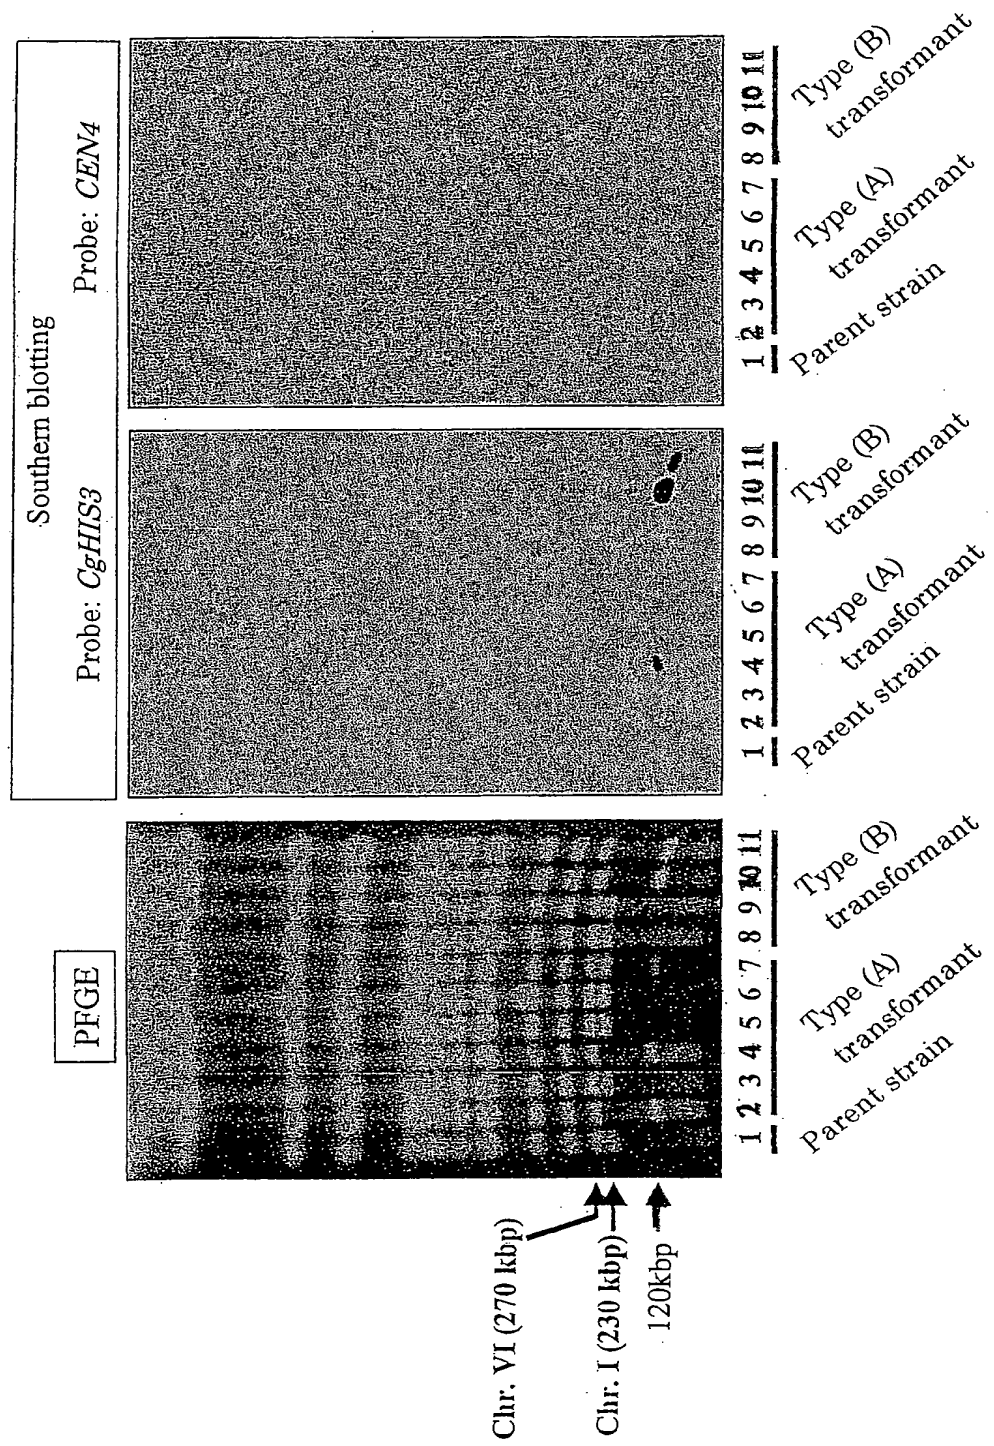 Southern blotting
PFGE
Probe: CgHIS3
Probe: CEN4
Chr. VI (270 kbp)
Chr. I (230 kbp)
120kbp
1 2 3 4 5 6 7 8 9 10 11
Parent strain
Type (A)
transformant
Type (B)
transformant
1 2 3 4 5 6 7 8 9 10 11
Parent strain
Type (A)
transformant
Type (B)
transformant
1 2 3 4 5 6 7 8 9 10 11
Parent strain
Type (A)
transformant
Type (B)
transformant